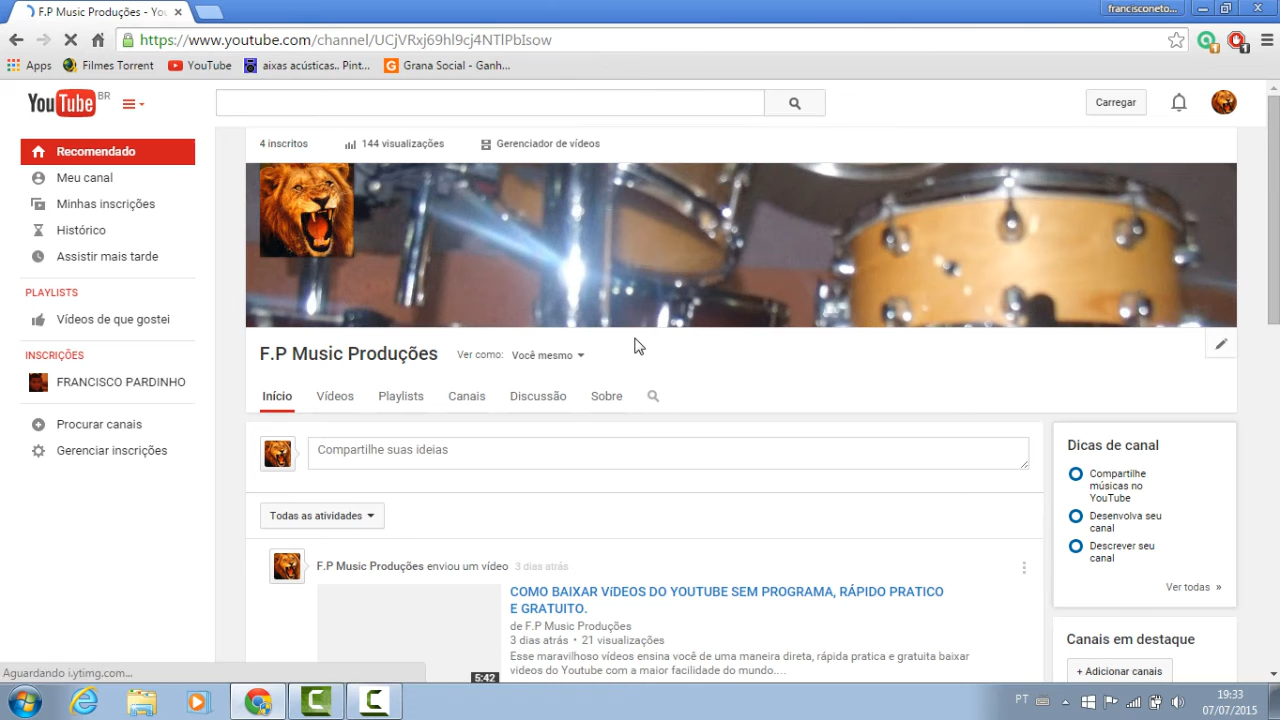 F.P Music Produções - You
francisconeto...
https://www.youtube.com/channel/UCjVRxj69hl9cj4NTlPbIsow
Apps
Filmes Torrent
YouTube
aixas acústicas.. Pint...
Grana Social - Ganh...
YouTube BR
Carregar
Recomendado
Meu canal
Minhas inscrições
Histórico
Assistir mais tarde
PLAYLISTS
Vídeos de que gostei
INSCRIÇÕES
FRANCISCO PARDINHO
Procurar canais
Gerenciar inscrições
4 inscritos
144 visualizações
Gerenciador de vídeos
F.P Music Produções
Ver como: Você mesmo
Início
Vídeos
Playlists
Canais
Discussão
Sobre
Compartilhe suas ideias
Todas as atividades
F.P Music Produções enviou um vídeo 3 dias atrás
COMO BAIXAR VíDEOS DO YOUTUBE SEM PROGRAMA, RÁPIDO PRATICO
E GRATUITO.
de F.P Music Produções
3 dias atrás • 21 visualizações
Esse maravilhoso vídeos ensina você de uma maneira direta, rápida pratica e gratuita baixar
videos do Youtube com a maior facilidade do mundo....
5:42
Dicas de canal
Compartilhe
músicas no
YouTube
Desenvolva seu
canal
Descrever seu
canal
Ver todas »
Canais em destaque
+ Adicionar canais
Aguardando i.ytimg.com...
PT
19:33
07/07/2015